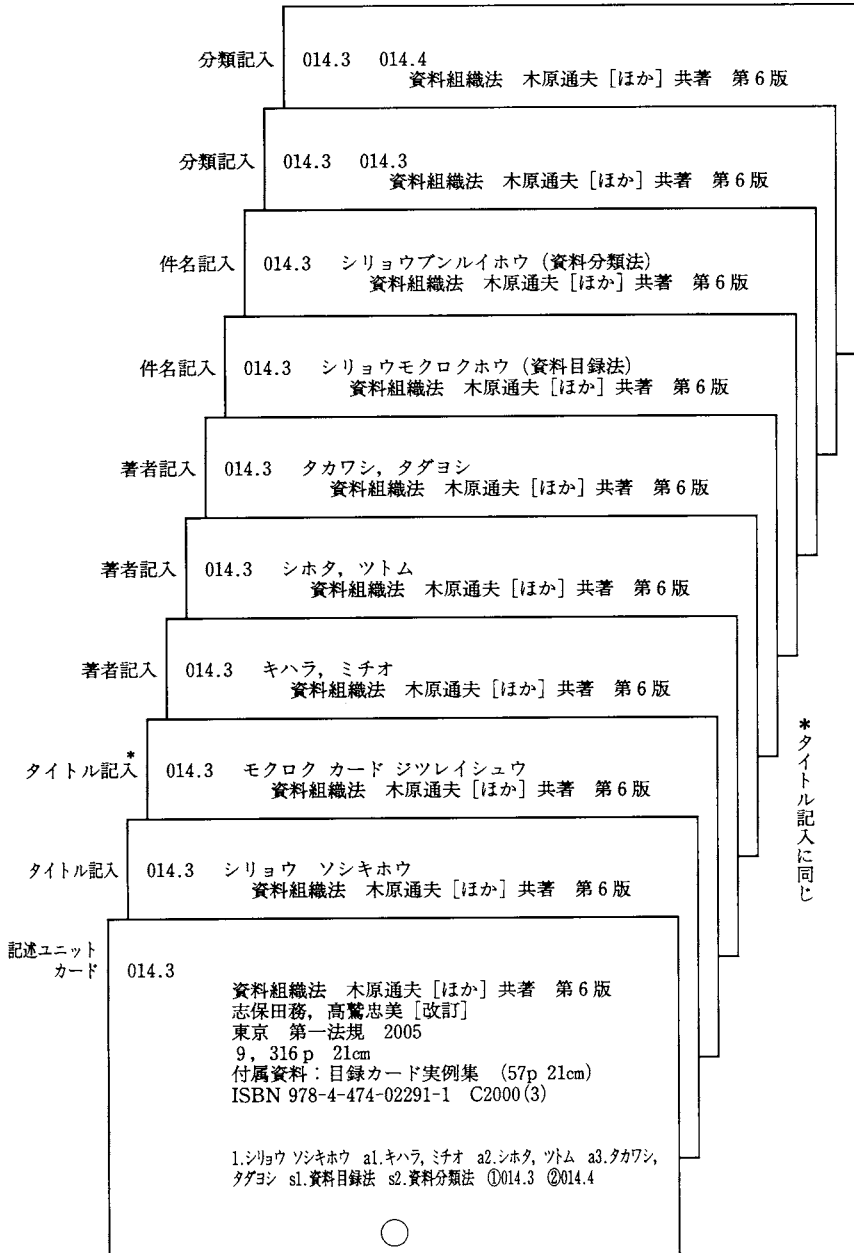 分類記入
014.3 014.4
資料組織法 木原通夫［ほか］共著 第6版
分類記入
014.3 014.3
資料組織法 木原通夫［ほか］共著 第6版
件名記入
014.3 シリョウブンルイホウ（資料分類法）
資料組織法 木原通夫［ほか］共著 第6版
件名記入
014.3 シリョウモクロクホウ（資料目録法）
資料組織法 木原通夫［ほか］共著 第6版
著者記入
014.3 タカワシ，タダヨシ
資料組織法 木原通夫［ほか］共著 第6版
著者記入
014.3 シホタ，ツトム
資料組織法 木原通夫［ほか］共著 第6版
著者記入
014.3 キハラ，ミチオ
資料組織法 木原通夫［ほか］共著 第6版
タイトル記入*
014.3 モクロク カード ジツレイシュウ
資料組織法 木原通夫［ほか］共著 第6版
タイトル記入
014.3 シリョウ ソシキホウ
資料組織法 木原通夫［ほか］共著 第6版
記述ユニット
カード
014.3
資料組織法 木原通夫［ほか］共著 第6版
志保田務，高鷲忠美［改訂］
東京 第一法規 2005
9，316p 21cm
付属資料：目録カード実例集 (57p 21cm)
ISBN 978-4-474-02291-1 C2000(3)
1.シリョウ ソシキホウ a1.キハラ，ミチオ a2.シホタ，ツトム a3.タカワシ，
タダヨシ s1.資料目録法 s2.資料分類法 ①014.3 ②014.4
*タイトル記入に同じ